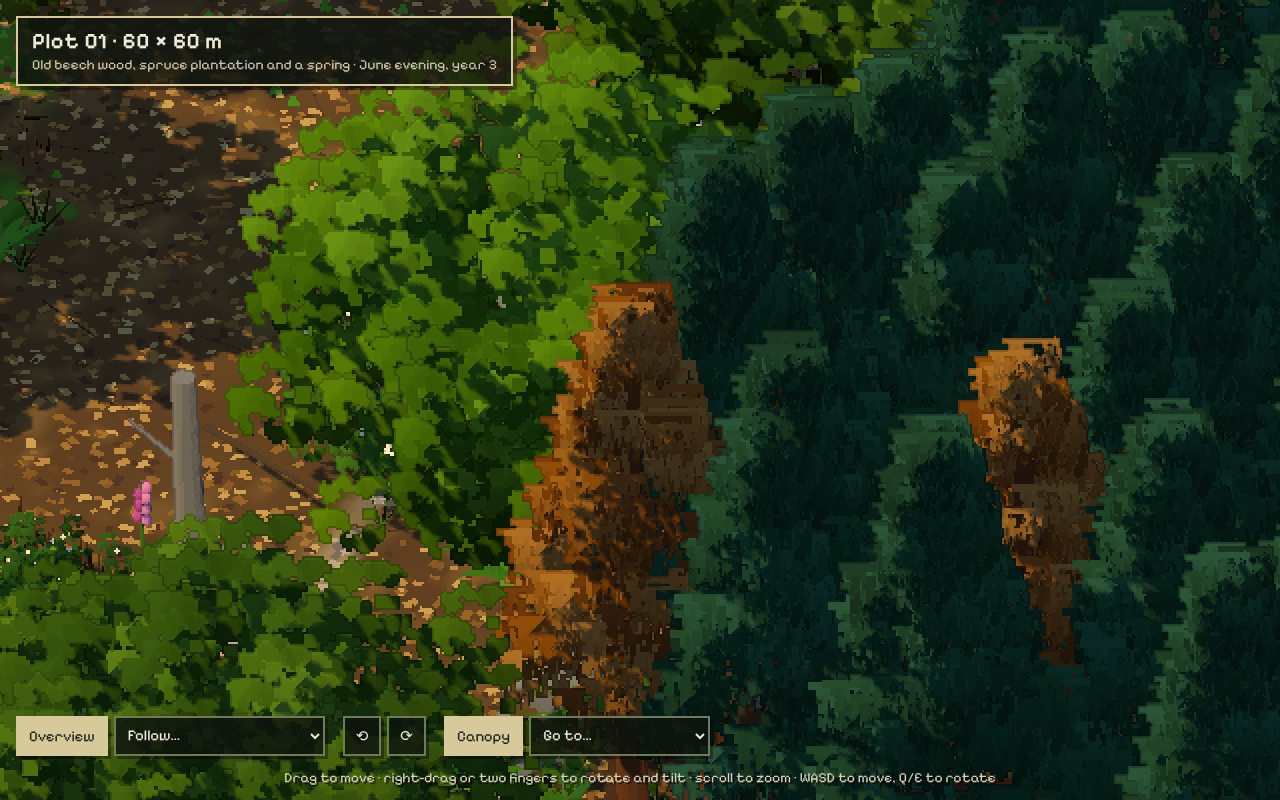 Plot 01 · 60 × 60 m
Old beech wood, spruce plantation and a spring · June evening, year 3
Overview
Follow...
⟲
⟳
Canopy
Go to...
Drag to move · right-drag or two fingers to rotate and tilt · scroll to zoom · WASD to move, Q/E to rotate